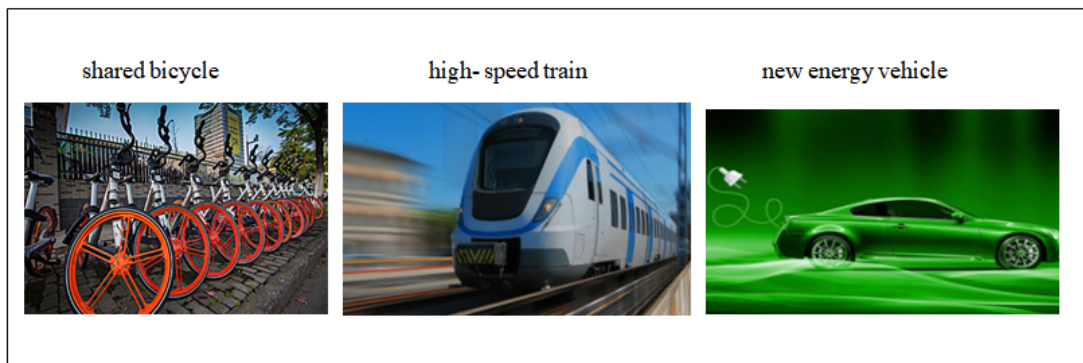 shared bicycle
high- speed train
new energy vehicle